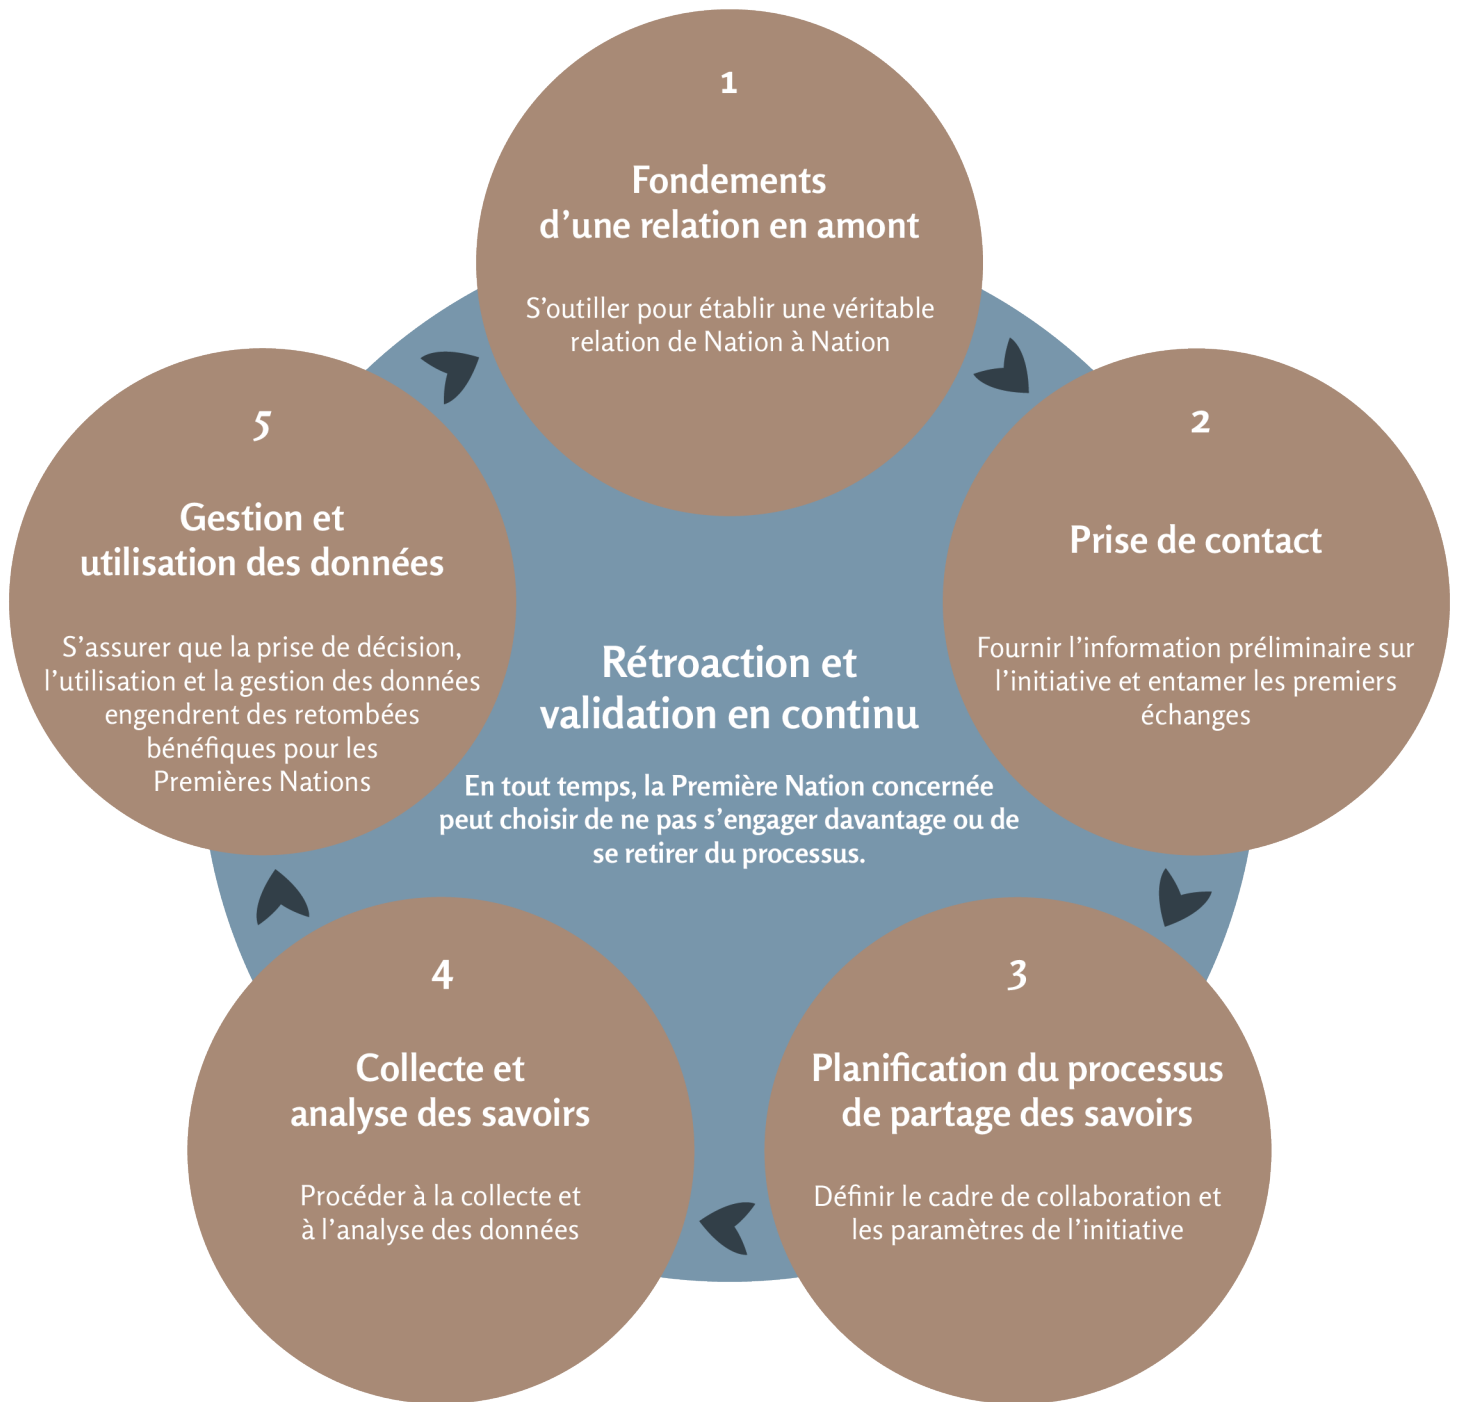 1
Fondements
d’une relation en amont
S’outiller pour établir une véritable
relation de Nation à Nation
2
Prise de contact
Fournir l’information préliminaire sur
l’initiative et entamer les premiers
échanges
3
Planification du processus
de partage des savoirs
Définir le cadre de collaboration et
les paramètres de l’initiative
4
Collecte et
analyse des savoirs
Procéder à la collecte et
à l’analyse des données
5
Gestion et
utilisation des données
S’assurer que la prise de décision,
l’utilisation et la gestion des données
engendrent des retombées
bénéfiques pour les
Premières Nations
Rétroaction et
validation en continu
En tout temps, la Première Nation concernée
peut choisir de ne pas s’engager davantage ou de
se retirer du processus.